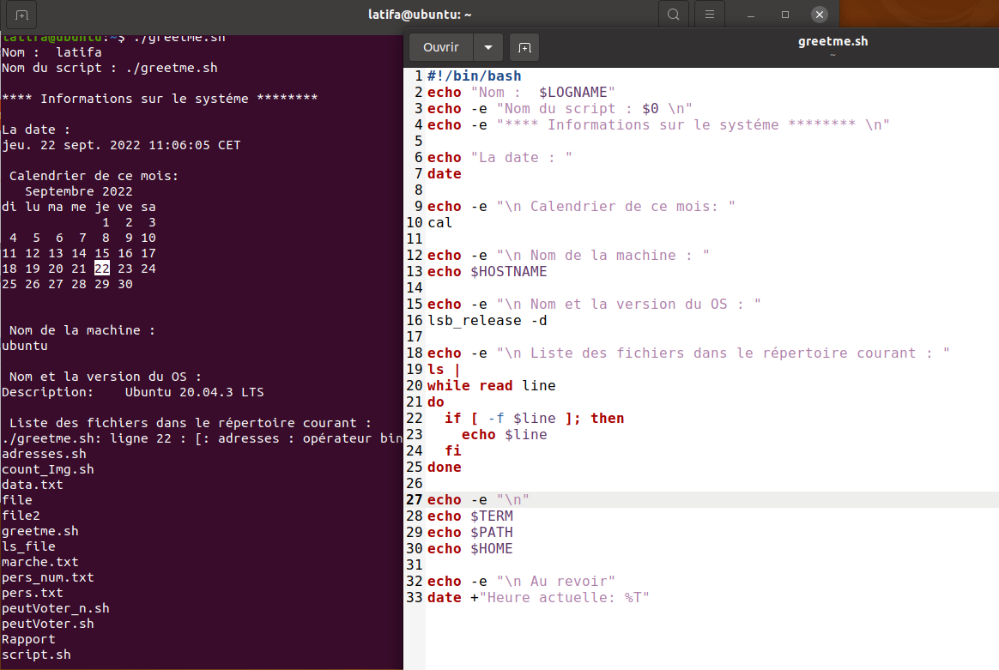 latifa@ubuntu: ~
latifa@ubuntu:~$ ./greetme.sh
Nom :  latifa
Nom du script : ./greetme.sh
**** Informations sur le systéme ********
La date :
jeu. 22 sept. 2022 11:06:05 CET
Calendrier de ce mois:
Septembre 2022
di lu ma me je ve sa
1  2  3
4  5  6  7  8  9 10
11 12 13 14 15 16 17
18 19 20 21 22 23 24
25 26 27 28 29 30
Nom de la machine :
ubuntu
Nom et la version du OS :
Description:    Ubuntu 20.04.3 LTS
Liste des fichiers dans le répertoire courant :
./greetme.sh: ligne 22 : [: adresses : opérateur bin
adresses.sh
count_Img.sh
data.txt
file
file2
greetme.sh
ls_file
marche.txt
pers_num.txt
pers.txt
peutVoter_n.sh
peutVoter.sh
Rapport
script.sh
Ouvrir
greetme.sh
~
1 #!/bin/bash
2 echo "Nom :  $LOGNAME"
3 echo -e "Nom du script : $0 \n"
4 echo -e "**** Informations sur le systéme ******** \n"
5
6 echo "La date : "
7 date
8
9 echo -e "\n Calendrier de ce mois: "
10 cal
11
12 echo -e "\n Nom de la machine : "
13 echo $HOSTNAME
14
15 echo -e "\n Nom et la version du OS : "
16 lsb_release -d
17
18 echo -e "\n Liste des fichiers dans le répertoire courant : "
19 ls |
20 while read line
21 do
22   if [ -f $line ]; then
23     echo $line
24   fi
25 done
26
27 echo -e "\n"
28 echo $TERM
29 echo $PATH
30 echo $HOME
31
32 echo -e "\n Au revoir"
33 date +"Heure actuelle: %T"